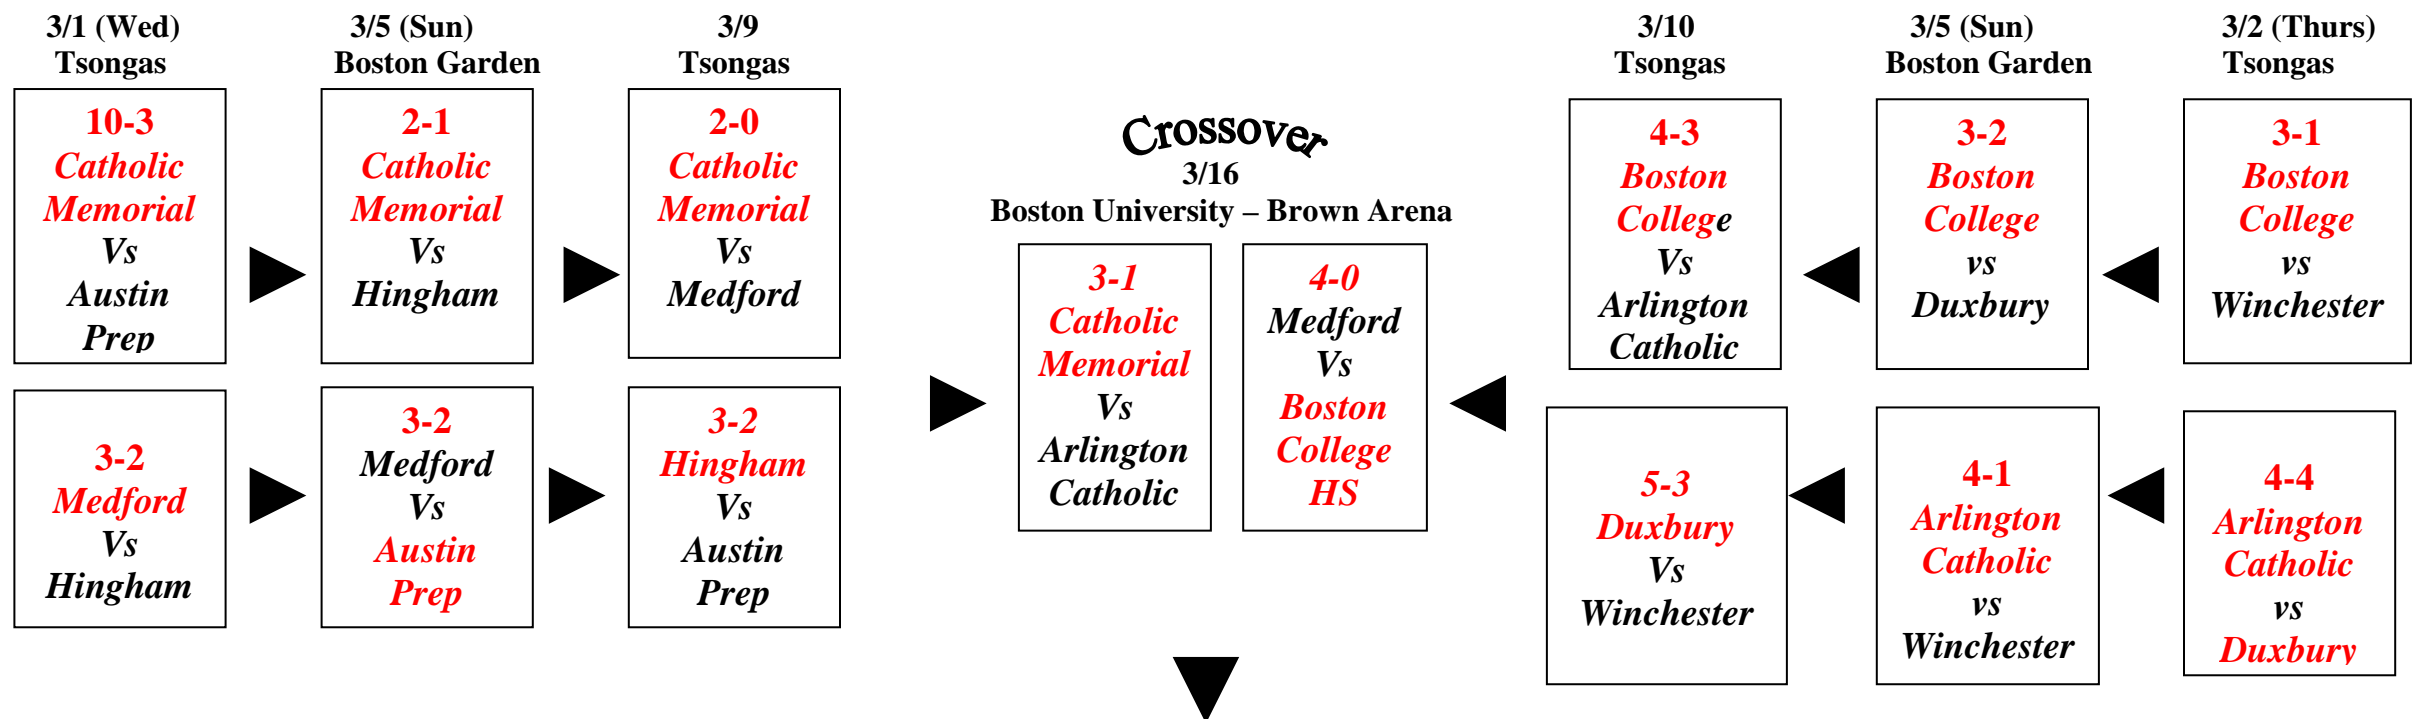 3/1 (Wed)
Tsongas
3/5 (Sun)
Boston Garden
3/9
Tsongas
3/10
Tsongas
3/5 (Sun)
Boston Garden
3/2 (Thurs)
Tsongas
10-3
Catholic
Memorial
Vs
Austin
Prep
2-1
Catholic
Memorial
Vs
Hingham
2-0
Catholic
Memorial
Vs
Medford
Crossover
3/16
Boston University – Brown Arena
3-1
Catholic
Memorial
Vs
Arlington
Catholic
4-0
Medford
Vs
Boston
College
HS
4-3
Boston
College
Vs
Arlington
Catholic
3-2
Boston
College
vs
Duxbury
3-1
Boston
College
vs
Winchester
3-2
Medford
Vs
Hingham
3-2
Medford
Vs
Austin
Prep
3-2
Hingham
Vs
Austin
Prep
5-3
Duxbury
Vs
Winchester
4-1
Arlington
Catholic
vs
Winchester
4-4
Arlington
Catholic
vs
Duxbury